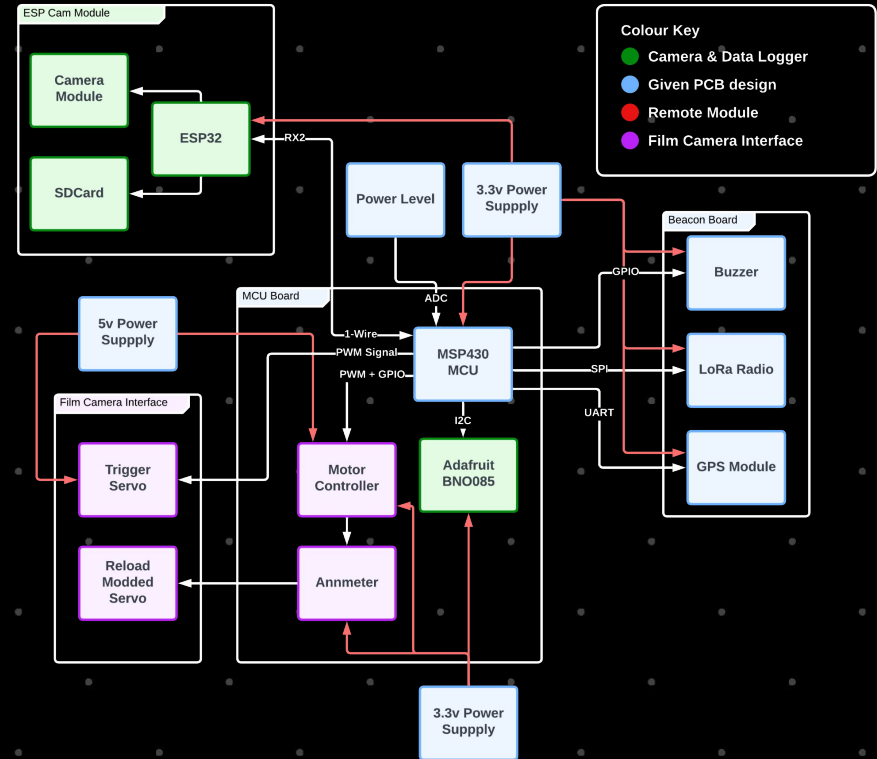 ESP Cam Module
Camera
Module
ESP32
SDCard
RX2
Colour Key
Camera & Data Logger
Given PCB design
Remote Module
Film Camera Interface
Power Level
3.3v Power
Suppply
Beacon Board
Buzzer
GPIO
LoRa Radio
SPI
UART
GPS Module
MCU Board
ADC
1-Wire
PWM Signal
PWM + GPIO
MSP430
MCU
I2C
5v Power
Suppply
Film Camera Interface
Trigger
Servo
Reload
Modded
Servo
Motor
Controller
Adafruit
BNO085
Annmeter
3.3v Power
Suppply